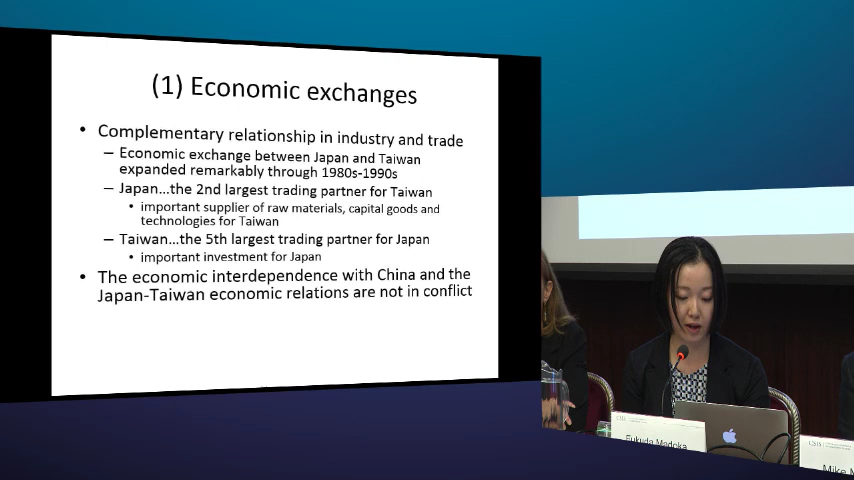 (1) Economic exchanges
• Complementary relationship in industry and trade
– Economic exchange between Japan and Taiwan
expanded remarkably through 1980s-1990s
– Japan...the 2nd largest trading partner for Taiwan
• important supplier of raw materials, capital goods and
technologies for Taiwan
– Taiwan...the 5th largest trading partner for Japan
• important investment for Japan
• The economic interdependence with China and the
Japan-Taiwan economic relations are not in conflict
CSIS
Fukuda Madoka
CSIS
Mike M